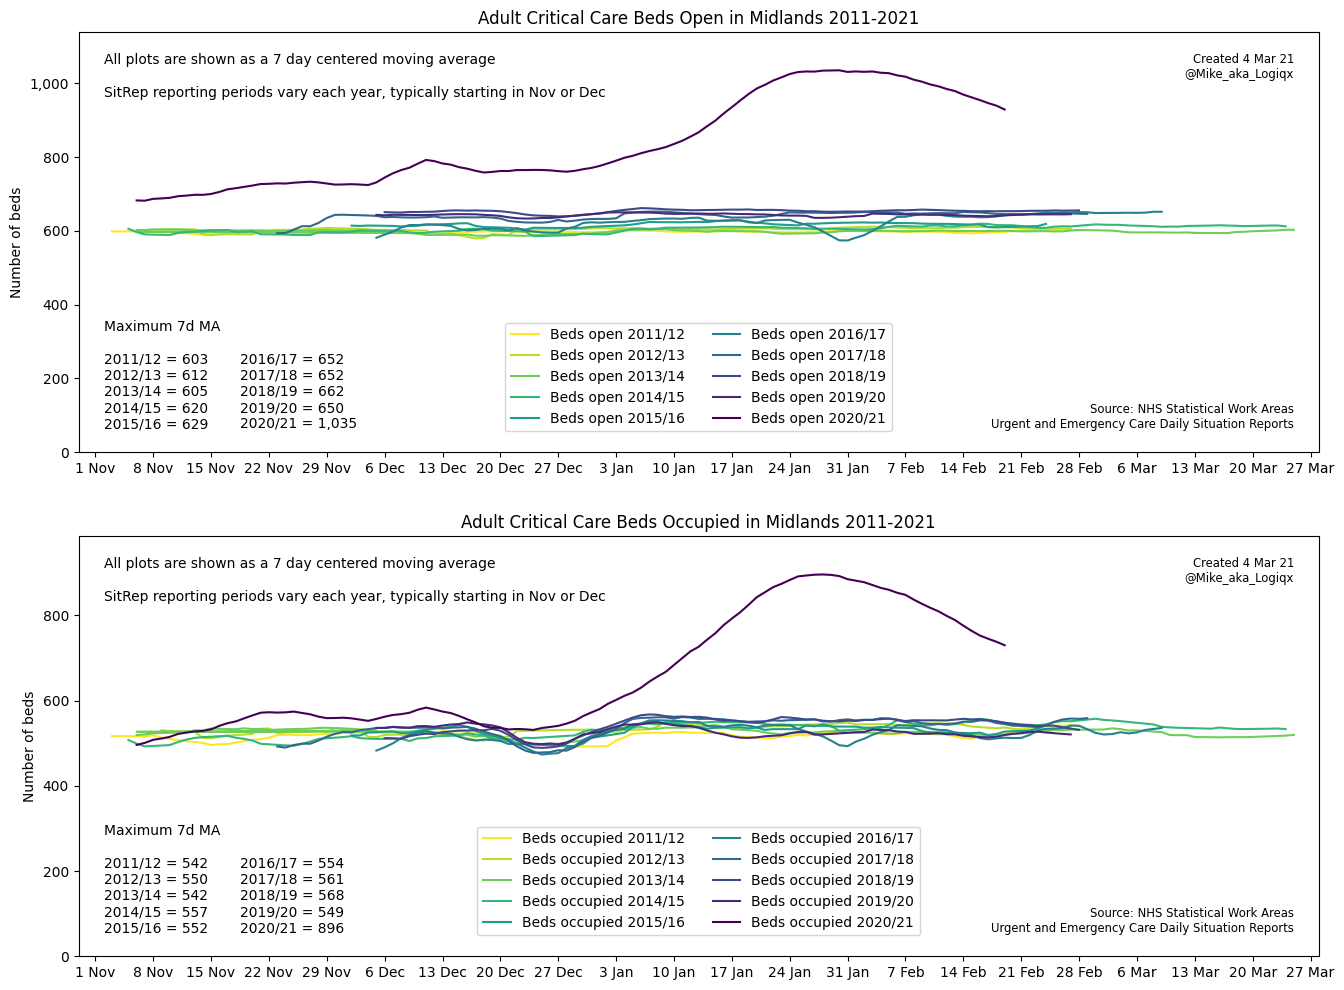 Adult Critical Care Beds Open in Midlands 2011-2021
All plots are shown as a 7 day centered moving average
SitRep reporting periods vary each year, typically starting in Nov or Dec
Created 4 Mar 21
@Mike_aka_Logiqx
Number of beds
1,000
800
600
400
200
0
Maximum 7d MA
2011/12 = 603 2016/17 = 652
2012/13 = 612 2017/18 = 652
2013/14 = 605 2018/19 = 662
2014/15 = 620 2019/20 = 650
2015/16 = 629 2020/21 = 1,035
Beds open 2011/12 Beds open 2016/17
Beds open 2012/13 Beds open 2017/18
Beds open 2013/14 Beds open 2018/19
Beds open 2014/15 Beds open 2019/20
Beds open 2015/16 Beds open 2020/21
Source: NHS Statistical Work Areas
Urgent and Emergency Care Daily Situation Reports
1 Nov 8 Nov 15 Nov 22 Nov 29 Nov 6 Dec 13 Dec 20 Dec 27 Dec 3 Jan 10 Jan 17 Jan 24 Jan 31 Jan 7 Feb 14 Feb 21 Feb 28 Feb 6 Mar 13 Mar 20 Mar 27 Mar
Adult Critical Care Beds Occupied in Midlands 2011-2021
All plots are shown as a 7 day centered moving average
SitRep reporting periods vary each year, typically starting in Nov or Dec
Created 4 Mar 21
@Mike_aka_Logiqx
Number of beds
800
600
400
200
0
Maximum 7d MA
2011/12 = 542 2016/17 = 554
2012/13 = 550 2017/18 = 561
2013/14 = 542 2018/19 = 568
2014/15 = 557 2019/20 = 549
2015/16 = 552 2020/21 = 896
Beds occupied 2011/12 Beds occupied 2016/17
Beds occupied 2012/13 Beds occupied 2017/18
Beds occupied 2013/14 Beds occupied 2018/19
Beds occupied 2014/15 Beds occupied 2019/20
Beds occupied 2015/16 Beds occupied 2020/21
Source: NHS Statistical Work Areas
Urgent and Emergency Care Daily Situation Reports
1 Nov 8 Nov 15 Nov 22 Nov 29 Nov 6 Dec 13 Dec 20 Dec 27 Dec 3 Jan 10 Jan 17 Jan 24 Jan 31 Jan 7 Feb 14 Feb 21 Feb 28 Feb 6 Mar 13 Mar 20 Mar 27 Mar